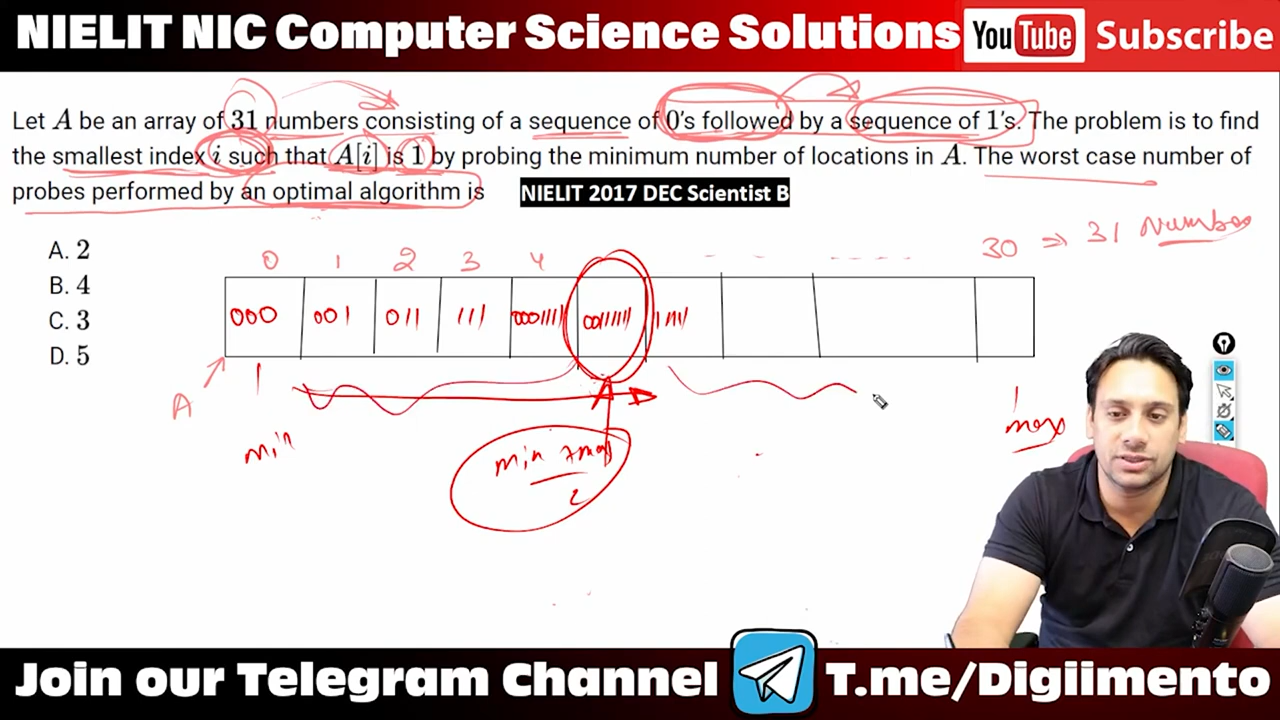 NIELIT NIC Computer Science Solutions YouTube Subscribe
Let A be an array of 31 numbers consisting of a sequence of 0's followed by a sequence of 1's. The problem is to find
the smallest index i such that A[i] is 1 by probing the minimum number of locations in A. The worst case number of
probes performed by an optimal algorithm is NIELIT 2017 DEC Scientist B
A. 2
B. 4
C. 3
D. 5
0 1 2 3 4 30 ⇒ 31 Number
000 001 011 111 0001111
A
min max
min + max
2
Join our Telegram Channel T.me/Digiimento